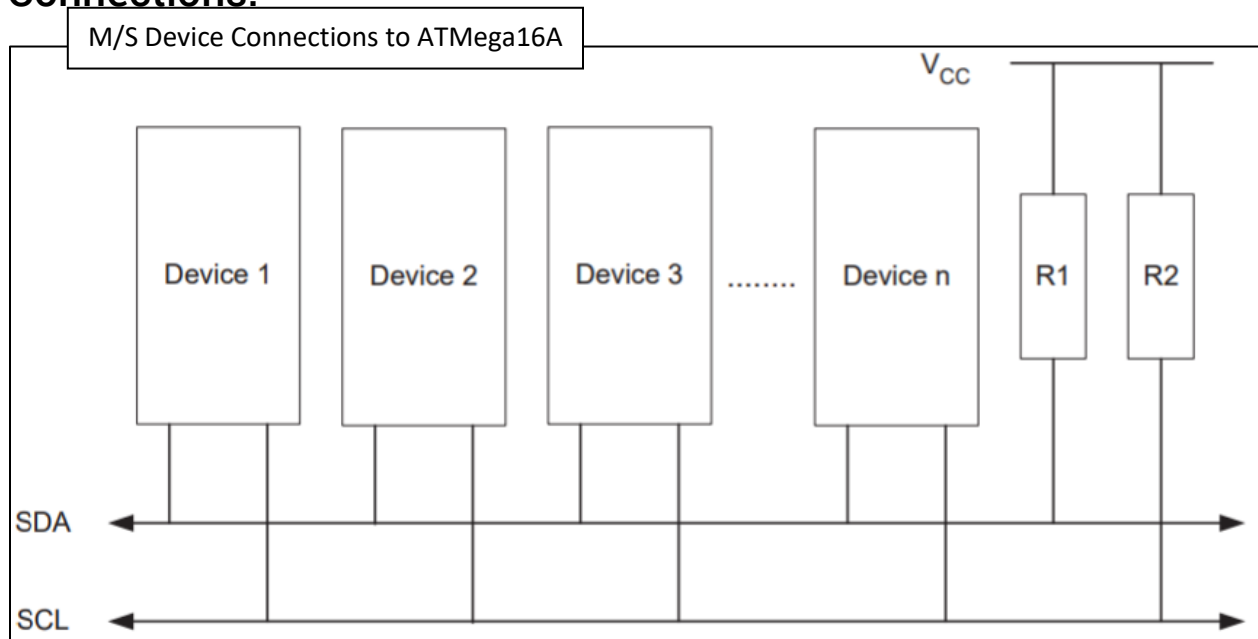 Connections:
M/S Device Connections to ATMega16A
VCC
Device 1
Device 2
Device 3
........
Device n
R1
R2
SDA
SCL